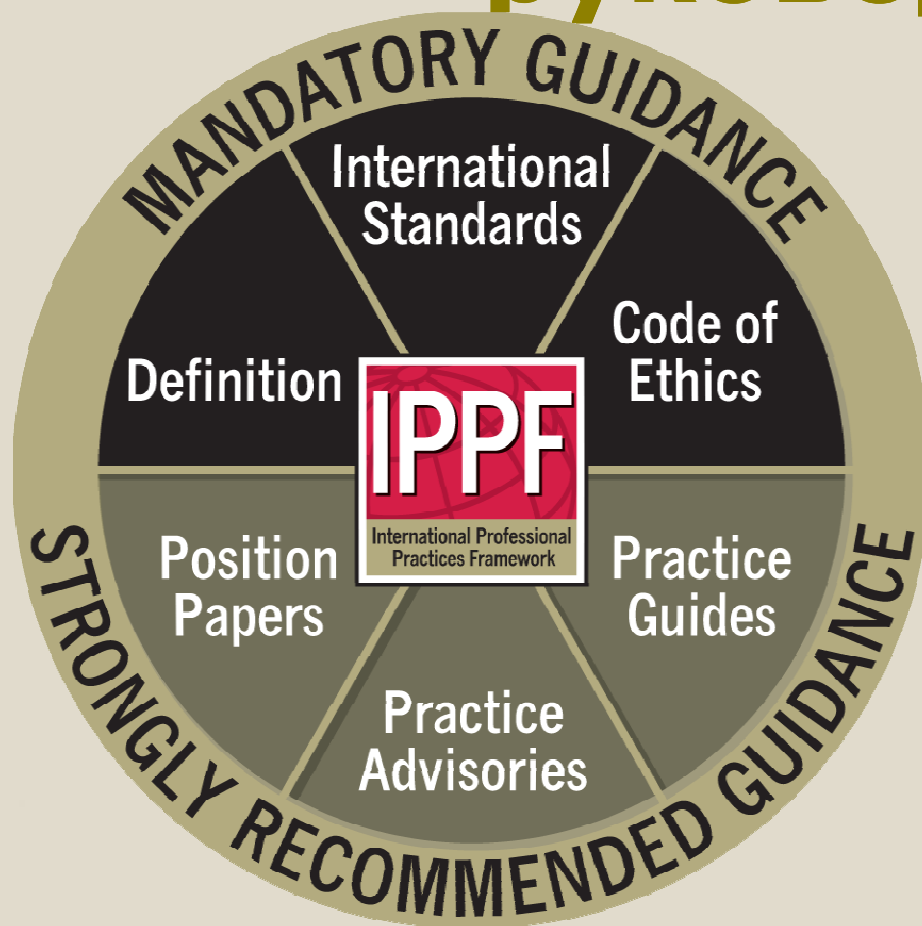 MANDATORY GUIDANCE
International
Standards
Code of
Ethics
Definition
IPPF
International Professional
Practices Framework
Position
Papers
Practice
Guides
Practice
Advisories
STRONGLY RECOMMENDED GUIDANCE